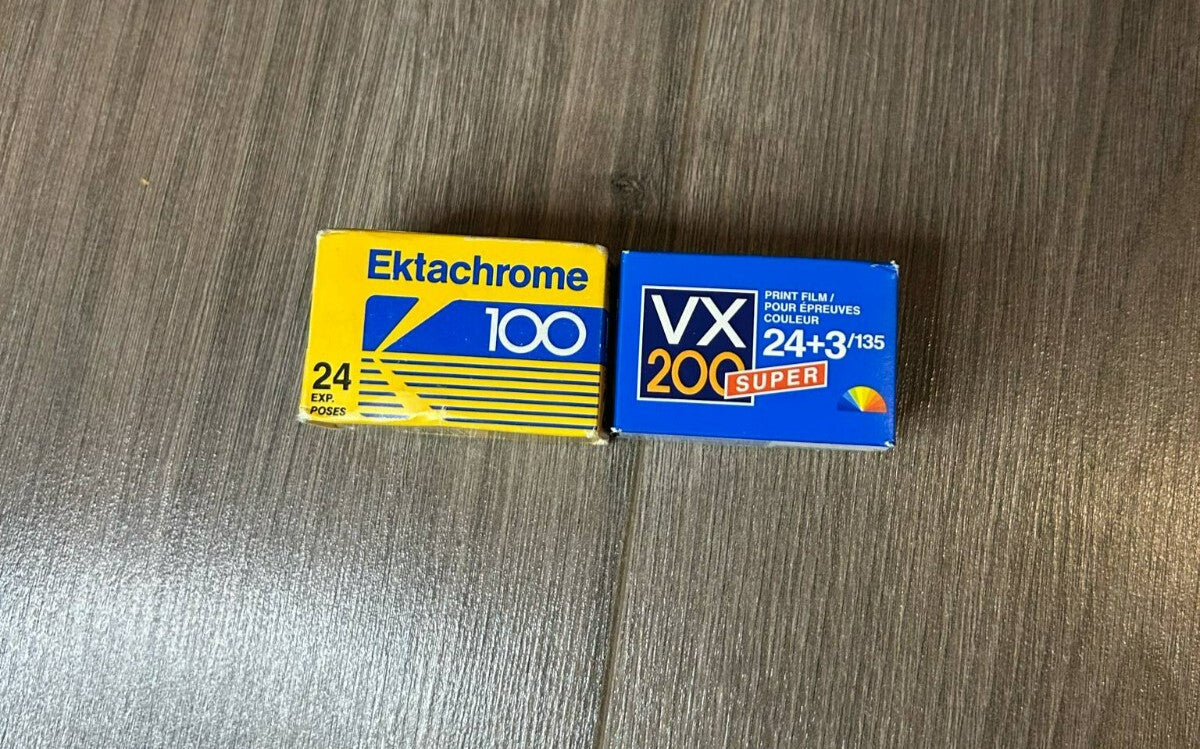 Ektachrome
100
24
EXP.
POSES
VX
200
SUPER
PRINT FILM /
POUR ÉPREUVES
COULEUR
24+3/135